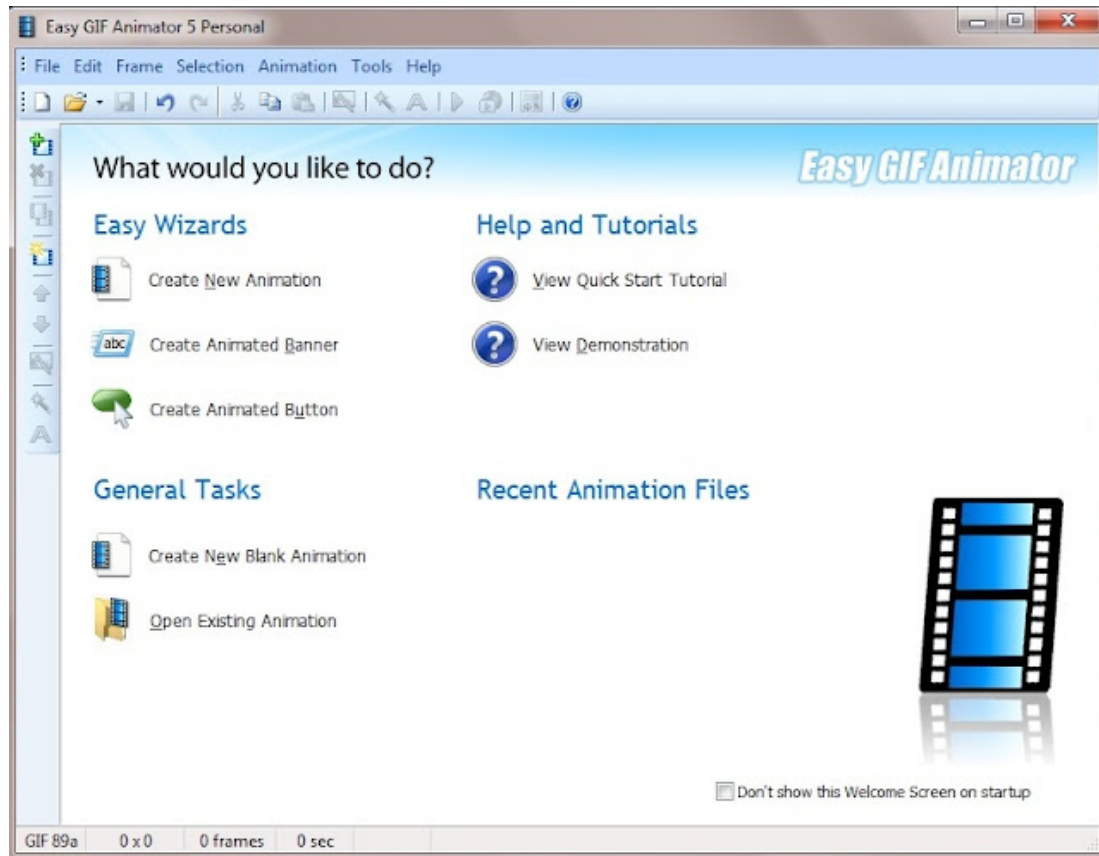 Easy GIF Animator 5 Personal
File Edit Frame Selection Animation Tools Help
What would you like to do?
Easy GIF Animator
Easy Wizards
Create New Animation
abc
Create Animated Banner
Create Animated Button
Help and Tutorials
? View Quick Start Tutorial
? View Demonstration
General Tasks
Create New Blank Animation
Open Existing Animation
Recent Animation Files
Don't show this Welcome Screen on startup
GIF 89a 0 x 0 0 frames 0 sec